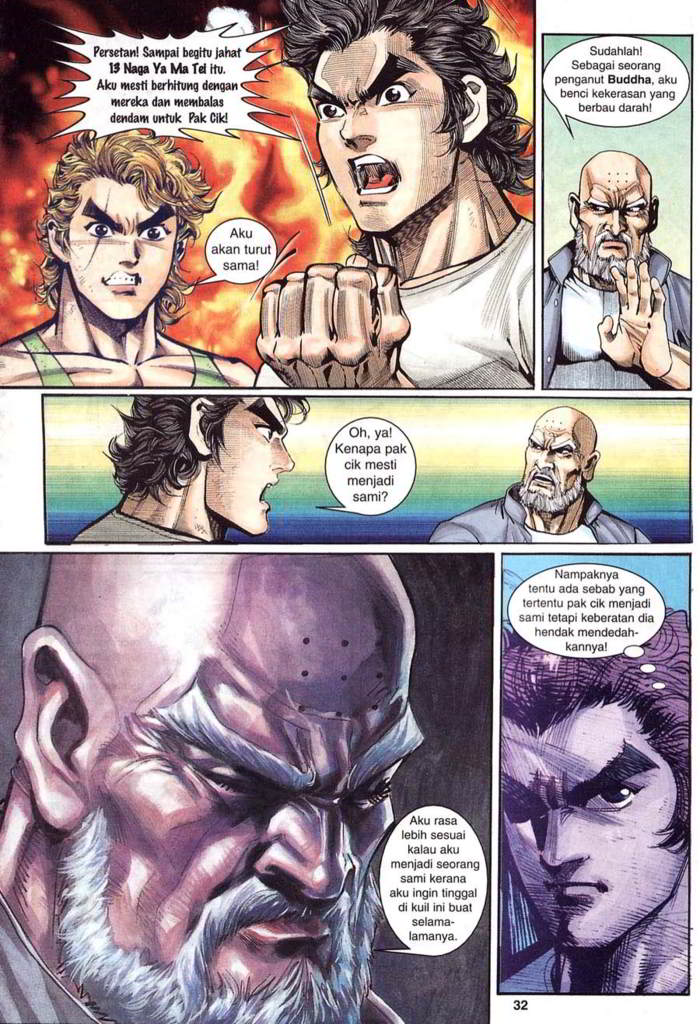 Persetan! Sampai begitu jahat
13 Naga Ya Ma Tei itu.
Aku mesti berhitung dengan
mereka dan membalas
dendam untuk Pak Cik!
Aku
akan turut
sama!
Sudahlah!
Sebagai seorang
penganut Buddha, aku
benci kekerasan yang
berbau darah!
Oh, ya!
Kenapa pak
cik mesti
menjadi
sami?
Aku rasa
lebih sesuai
kalau aku
menjadi seorang
sami kerana
aku ingin tinggal
di kuil ini buat
selama-
lamanya.
Nampaknya
tentu ada sebab yang
tertentu pak cik menjadi
sami tetapi keberatan dia
hendak mendedah-
kannya!
32